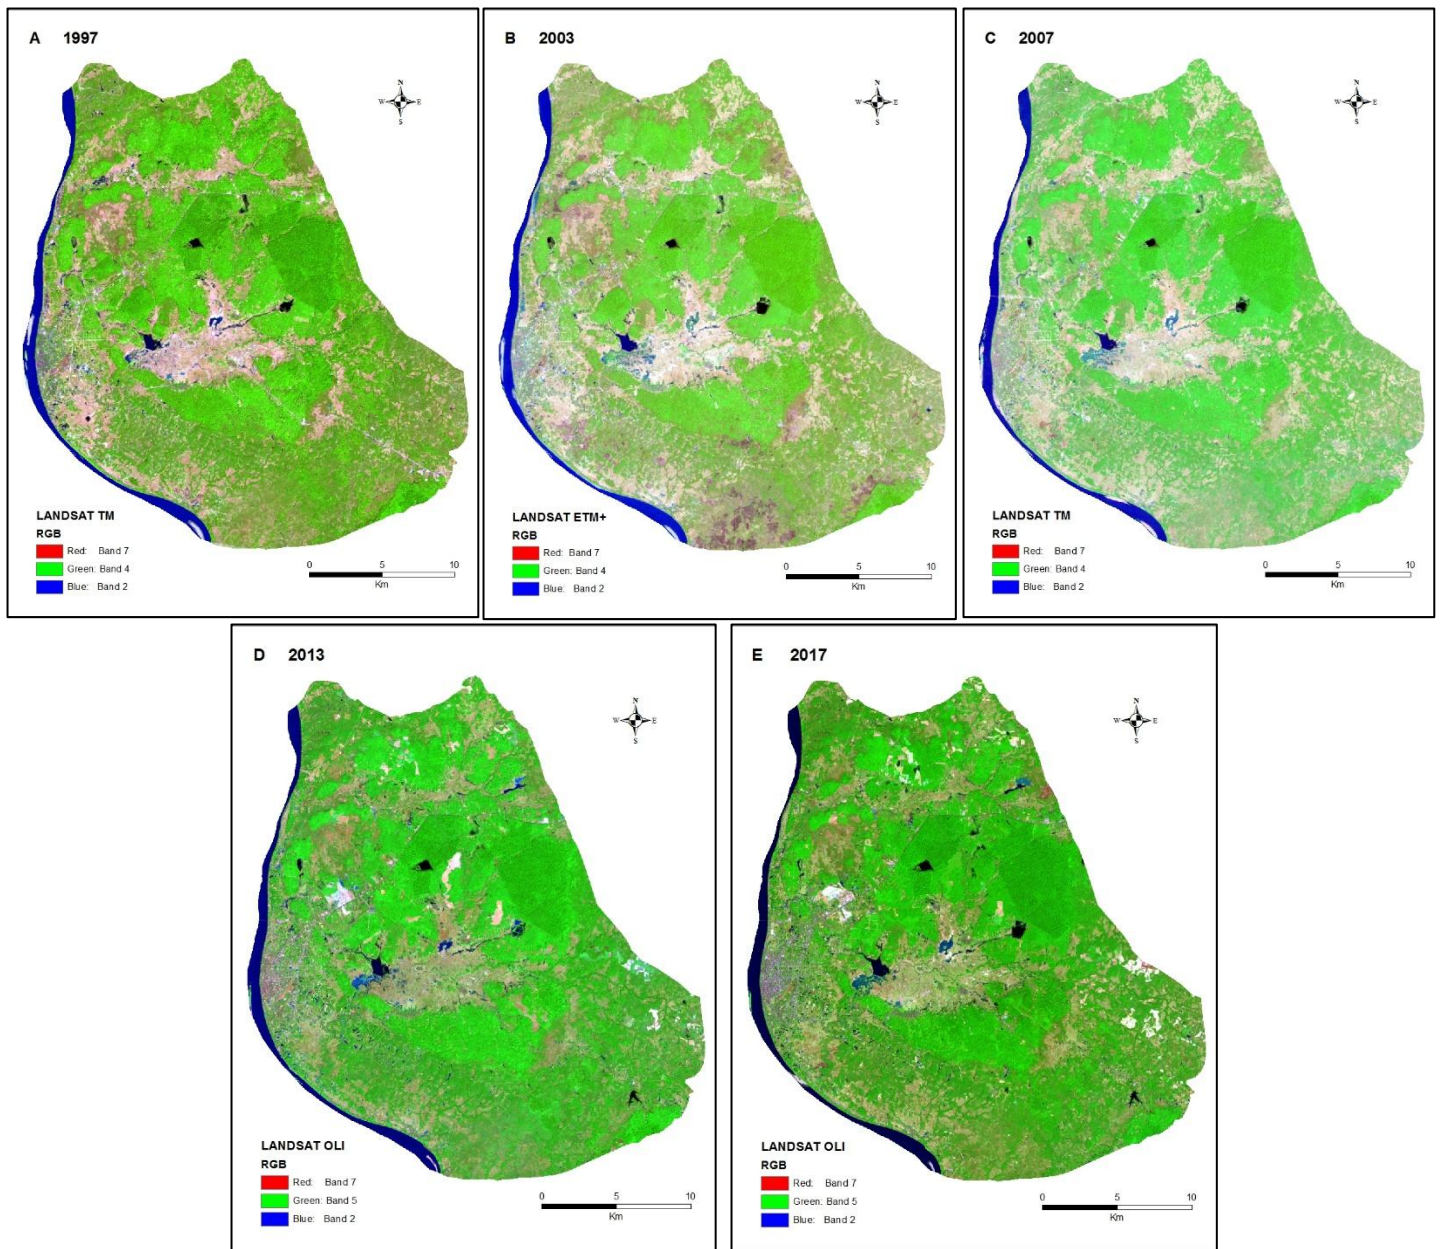 A 1997
N
W E
S
LANDSAT TM
RGB
Red: Band 7
Green: Band 4
Blue: Band 2
0 5 10
Km
B 2003
N
W E
S
LANDSAT ETM+
RGB
Red: Band 7
Green: Band 4
Blue: Band 2
0 5 10
Km
C 2007
N
W E
S
LANDSAT TM
RGB
Red: Band 7
Green: Band 4
Blue: Band 2
0 5 10
Km
D 2013
N
W E
S
LANDSAT OLI
RGB
Red: Band 7
Green: Band 5
Blue: Band 2
0 5 10
Km
E 2017
N
W E
S
LANDSAT OLI
RGB
Red: Band 7
Green: Band 5
Blue: Band 2
0 5 10
Km